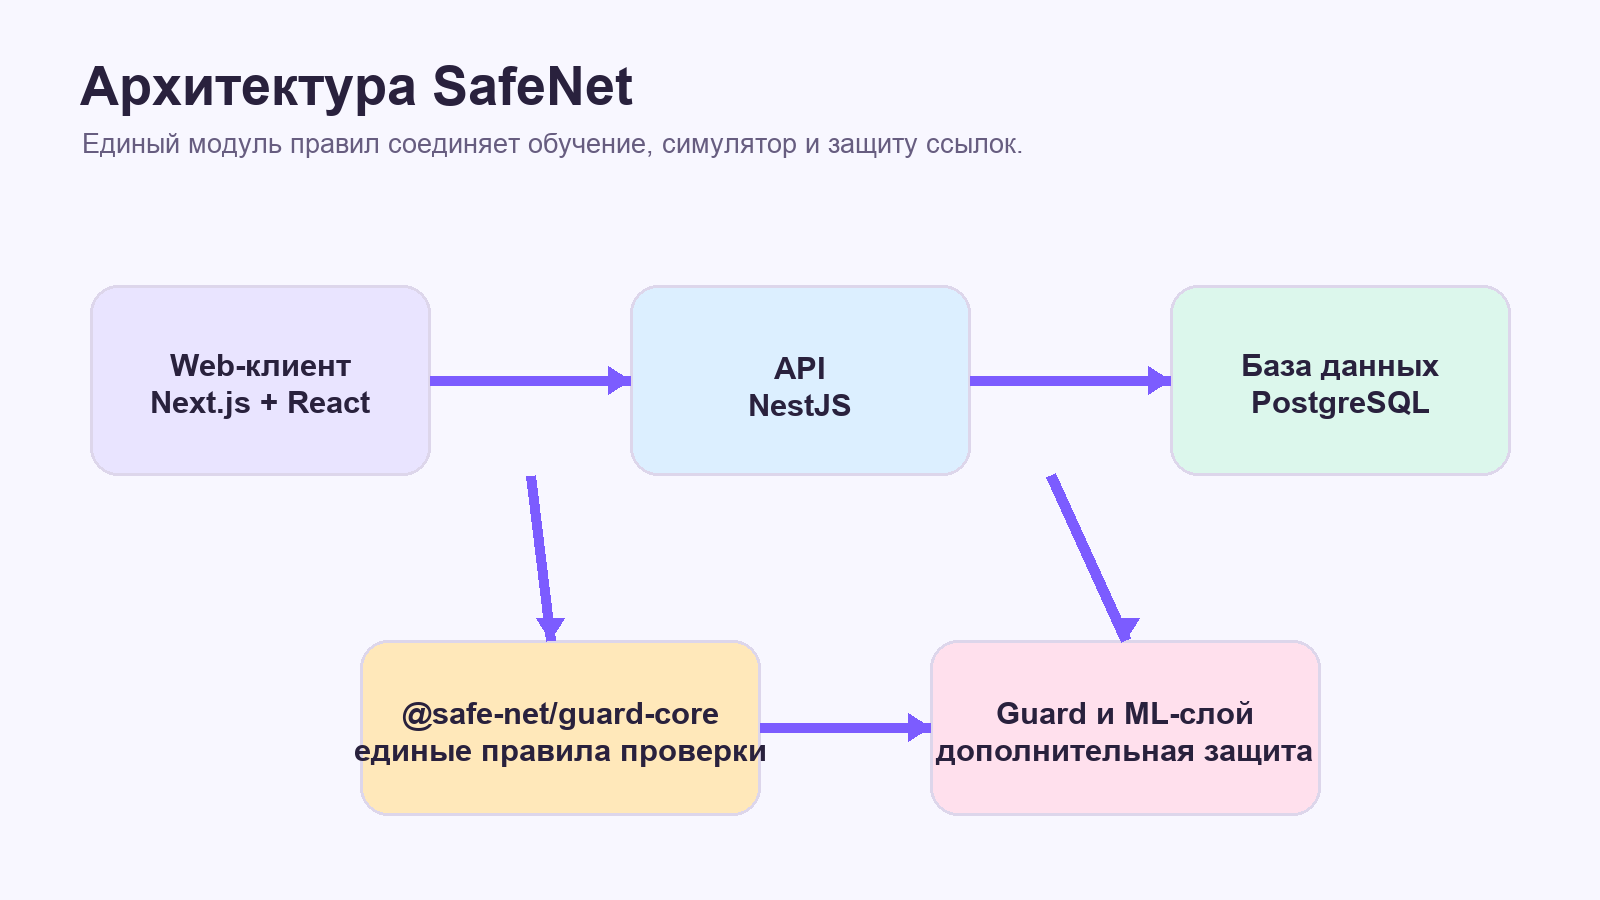 Архитектура SafeNet
Единый модуль правил соединяет обучение, симулятор и защиту ссылок.
Web-клиент
Next.js + React
API
NestJS
База данных
PostgreSQL
@safe-net/guard-core
единые правила проверки
Guard и ML-слой
дополнительная защита